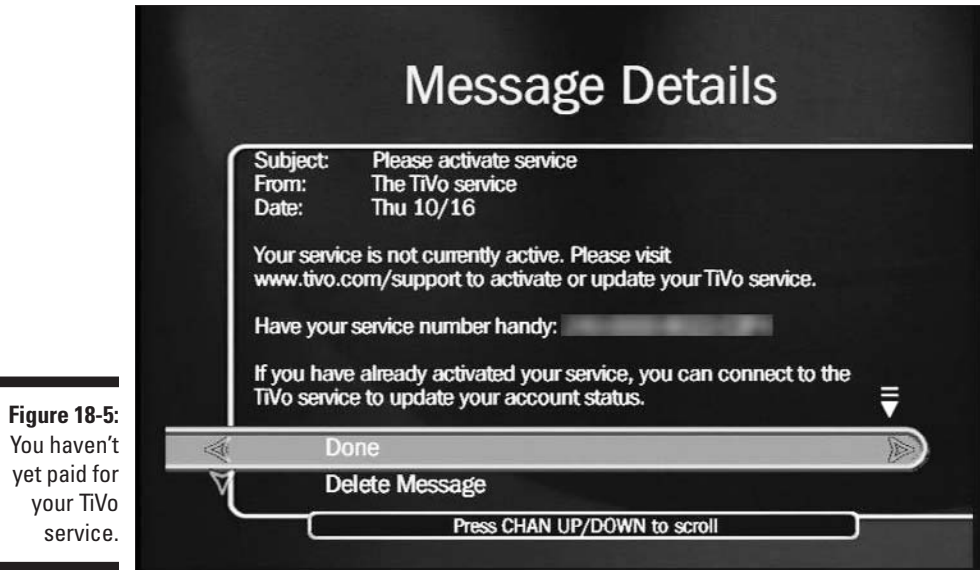 Message Details
Subject: Please activate service
From: The TiVo service
Date: Thu 10/16
Your service is not currently active. Please visit
www.tivo.com/support to activate or update your TiVo service.
Have your service number handy:
If you have already activated your service, you can connect to the
TiVo service to update your account status.
Done
Delete Message
Press CHAN UP/DOWN to scroll
Figure 18-5:
You haven't
yet paid for
your TiVo
service.